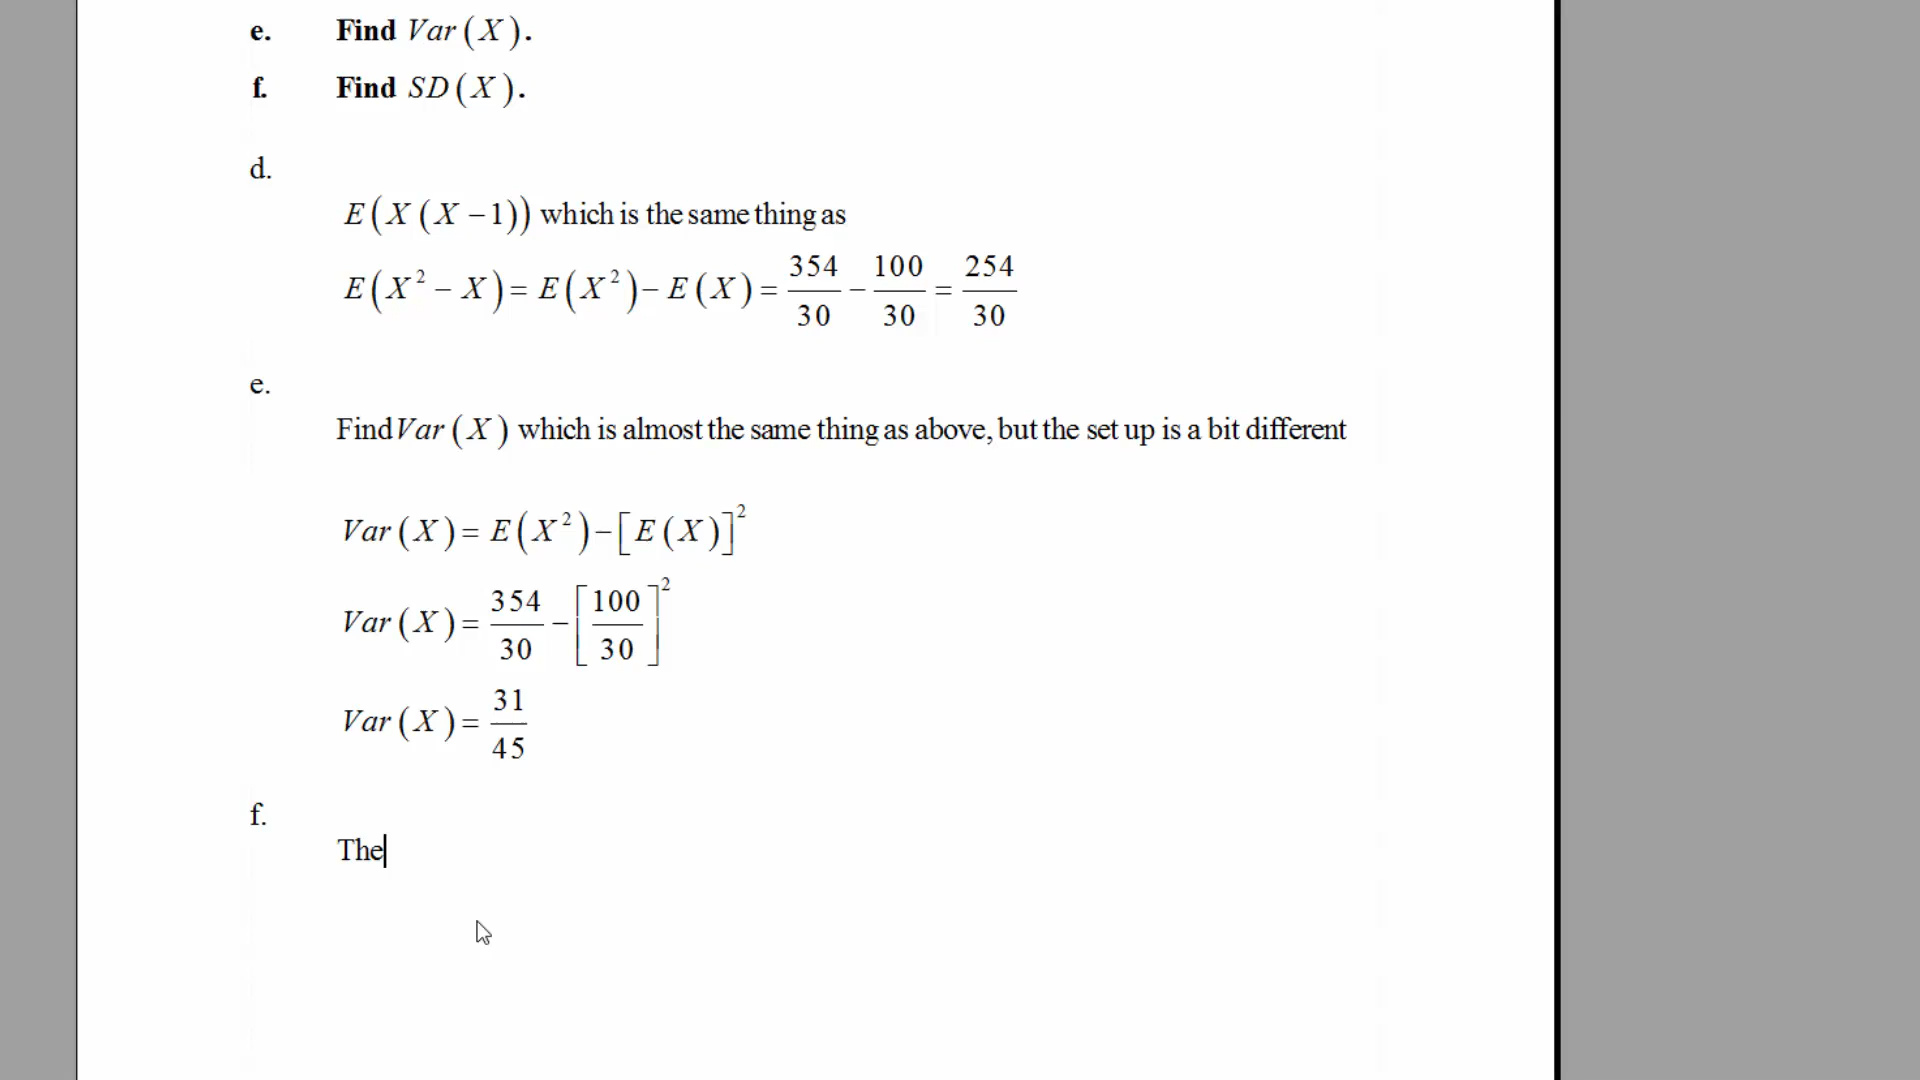 e. Find Var(X).
f. Find SD(X).
d.
E(X(X−1)) which is the same thing as
E(X² − X) = E(X²) − E(X) = 354/30 − 100/30 = 254/30
e.
Find Var(X) which is almost the same thing as above, but the set up is a bit different
Var(X) = E(X²) − [E(X)]²
Var(X) = 354/30 − [100/30]²
Var(X) = 31/45
f.
The